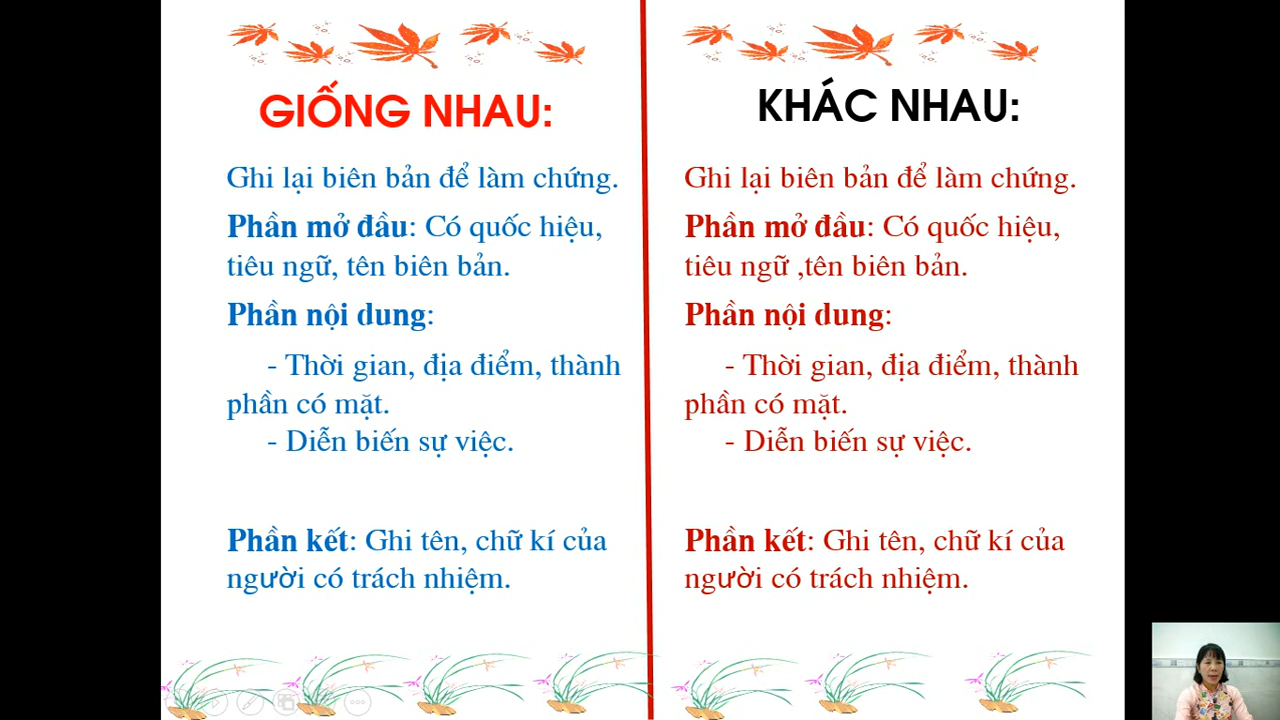 GIỐNG NHAU:
Ghi lại biên bản để làm chứng.
Phần mở đầu: Có quốc hiệu,
tiêu ngữ, tên biên bản.
Phần nội dung:
- Thời gian, địa điểm, thành
phần có mặt.
- Diễn biến sự việc.
Phần kết: Ghi tên, chữ kí của
người có trách nhiệm.
KHÁC NHAU:
Ghi lại biên bản để làm chứng.
Phần mở đầu: Có quốc hiệu,
tiêu ngữ ,tên biên bản.
Phần nội dung:
- Thời gian, địa điểm, thành
phần có mặt.
- Diễn biến sự việc.
Phần kết: Ghi tên, chữ kí của
người có trách nhiệm.